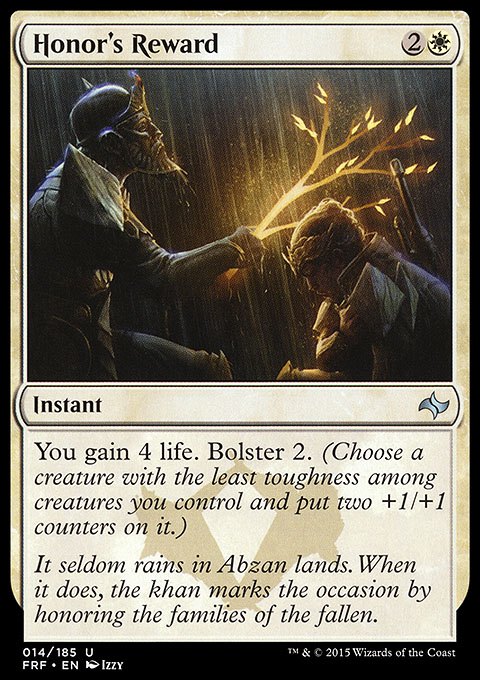 Honor's Reward 2
Instant
You gain 4 life. Bolster 2. (Choose a
creature with the least toughness among
creatures you control and put two +1/+1
counters on it.)
It seldom rains in Abzan lands. When
it does, the khan marks the occasion by
honoring the families of the fallen.
014/185 U
FRF • EN Izzy
™ & © 2015 Wizards of the Coast